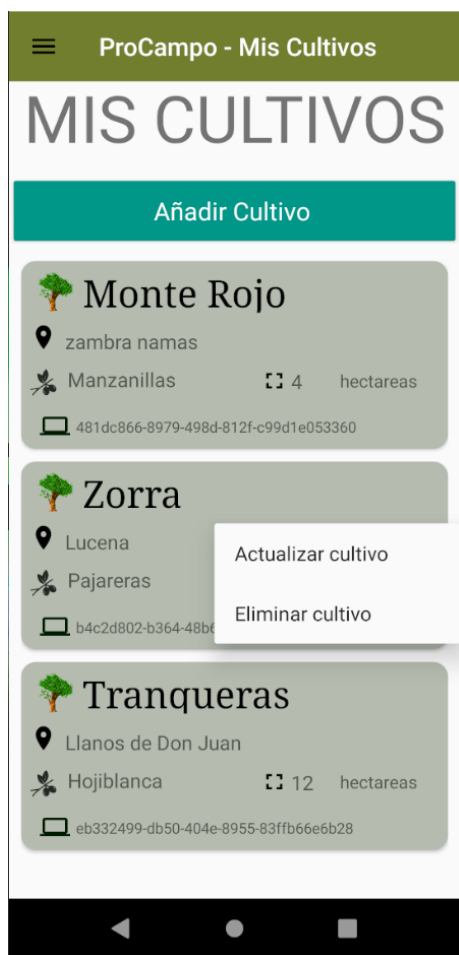 ProCampo - Mis Cultivos
MIS CULTIVOS
Añadir Cultivo
Monte Rojo
zambra namas
Manzanillas 4 hectareas
481dc866-8979-498d-812f-c99d1e053360
Zorra
Lucena
Actualizar cultivo
Pajareras
Eliminar cultivo
b4c2d802-b364-48b
Tranqueras
Llanos de Don Juan
Hojiblanca 12 hectareas
eb332499-db50-404e-8955-83ffb66e6b28